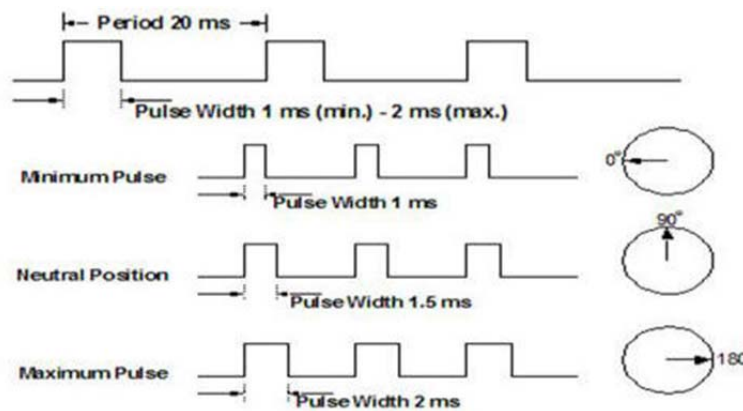 Period 20 ms
Pulse Width 1 ms (min.) - 2 ms (max.)
Minimum Pulse
0°
Pulse Width 1 ms
90°
Neutral Position
Pulse Width 1.5 ms
Maximum Pulse
180
Pulse Width 2 ms